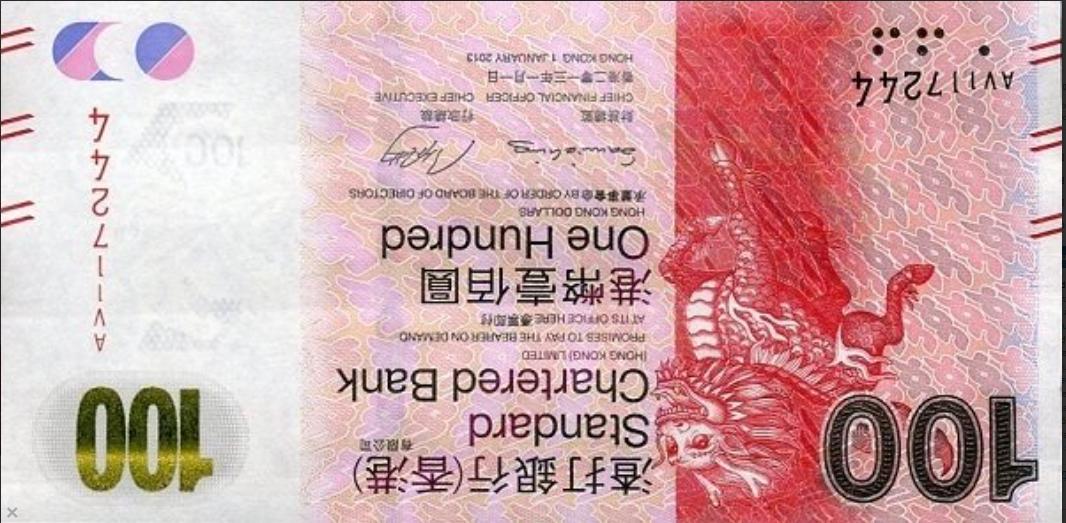 100
渣打銀行(香港)
有限公司
Standard
Chartered Bank
(HONG KONG) LIMITED
PROMISES TO PAY THE BEARER ON DEMAND
AT ITS OFFICE HERE 憑票即付
港幣壹佰圓
One Hundred
HONG KONG DOLLARS
承董事會命 BY ORDER OF THE BOARD OF DIRECTORS
財務總監 行政總裁
CHIEF FINANCIAL OFFICER CHIEF EXECUTIVE
香港二零一三年一月一日
HONG KONG 1 JANUARY 2013
AV117244
100
AV117244
100